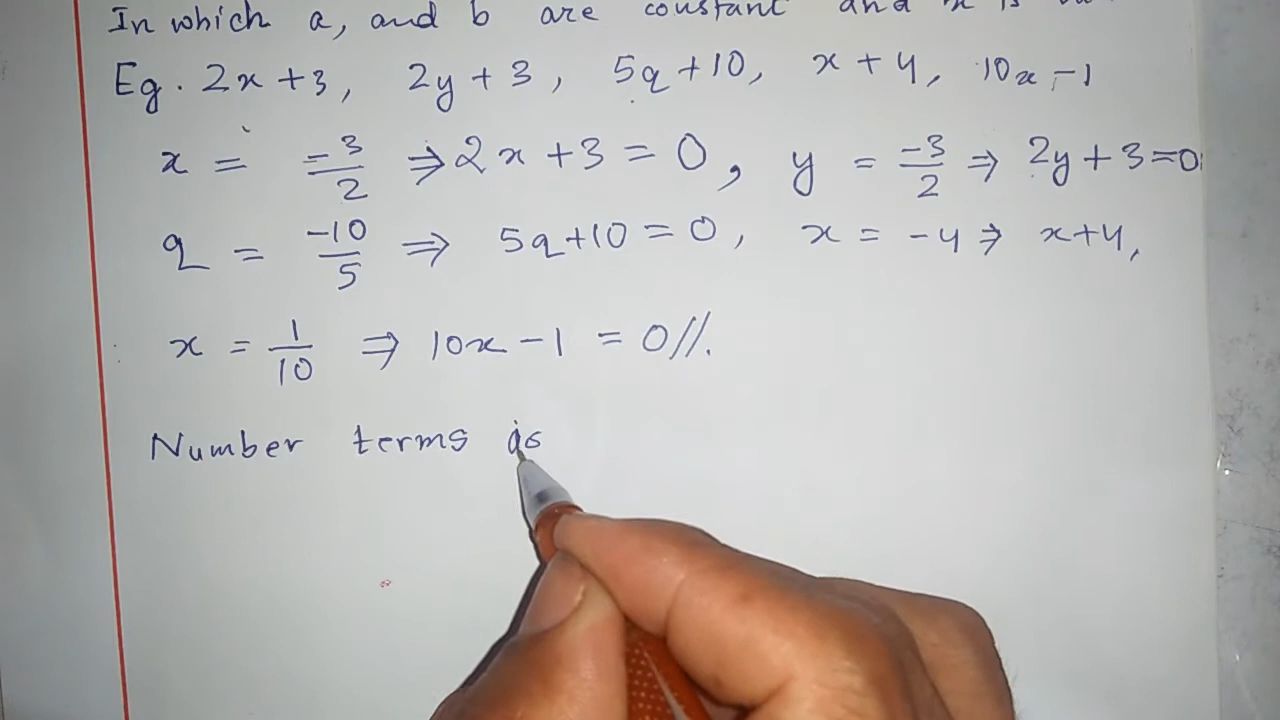 In which a, and b are constant and x is
Eg. 2x+3, 2y+3, 5q+10, x+4, 10x-1
x = -3/2 ⇒ 2x+3=0, y = -3/2 ⇒ 2y+3=0
q = -10/5 ⇒ 5q+10=0, x = -4 ⇒ x+4,
x = 1/10 ⇒ 10x-1 = 0//.
Number terms is